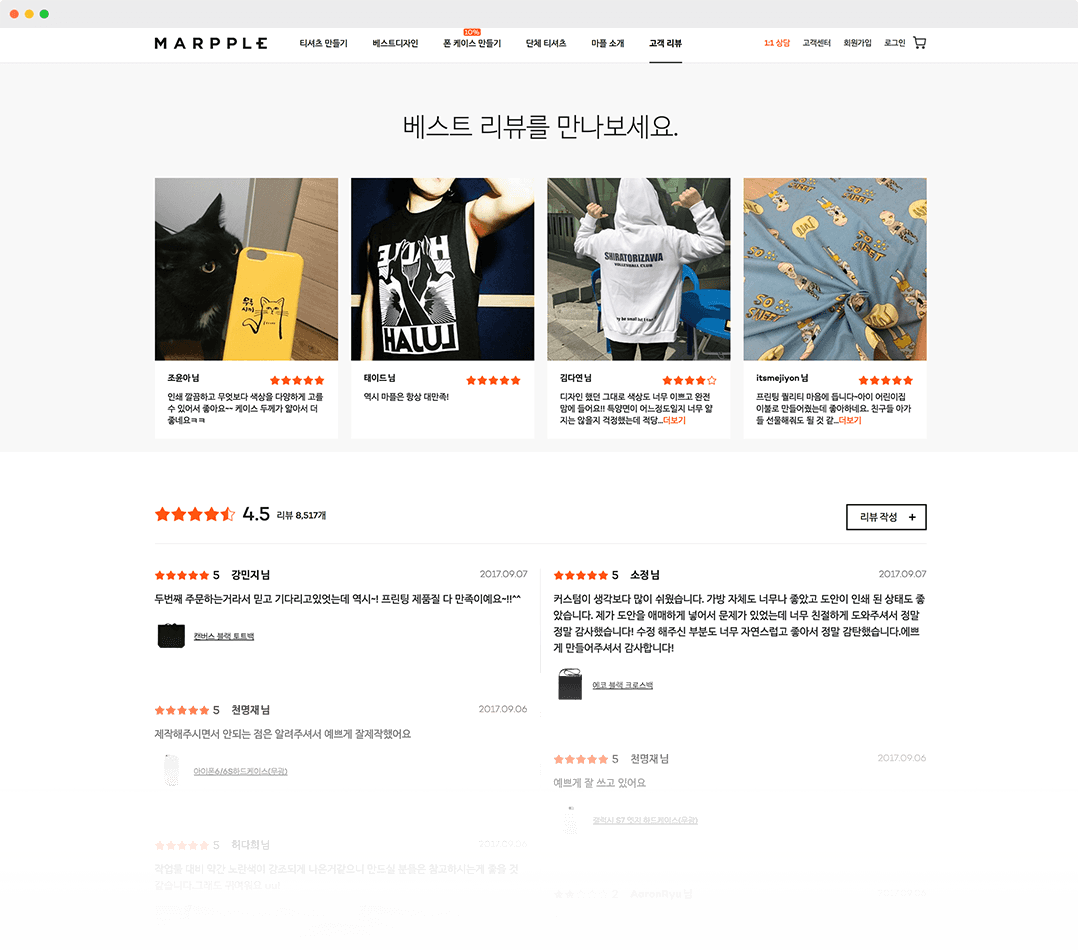 MARPPLE
티셔츠 만들기
베스트디자인
10%
폰 케이스 만들기
단체 티셔츠
마플 소개
고객 리뷰
1:1 상담
고객센터
회원가입
로그인
베스트 리뷰를 만나보세요.
SHIRATORIZAWA
VOLLEYBALL CLUB
HALUL
SO
SWEET
조윤아님
인쇄 깔끔하고 무엇보다 색상을 다양하게 고를
수 있어서 좋아요~~ 케이스 두께가 얇아서 더
좋네요ㅋㅋ
태이드님
역시 마플은 항상 대만족!
김다연님
디자인 했던 그대로 색상도 너무 이쁘고 완전
맘에 들어요!! 특양면이 어느정도일지 너무 얇
지는 않을지 걱정했는데 적당...더보기
itsmejiyon님
프린팅 퀄리티 마음에 듭니다~아이 어린이집
이불로 만들어줬는데 좋아하네요. 친구들 아가
들 선물해줘도 될 것 같...더보기
4.5 리뷰 8,517개
리뷰 작성 +
5 강민지님 2017.09.07
두번째 주문하는거라서 믿고 기다리고있엇는데 역시~! 프린팅 제품질 다 만족이예요~!!^^
캔버스 블랙 토트백
5 천명재님 2017.09.06
제작해주시면서 안되는 점은 알려주셔서 예쁘게 잘제작했어요
아이폰6/6S하드케이스(무광)
5 허다희님 2017.09.06
작업물 대비 약간 노란색이 강조되게 나온거같으니 만드실 분들은 참고하시는게 좋을 것
같습니다.그래도 귀여워요 uu!
5 소정님 2017.09.07
커스텀이 생각보다 많이 쉬웠습니다. 가방 자체도 너무나 좋았고 도안이 인쇄 된 상태도 좋
았습니다. 제가 도안을 애매하게 넣어서 문제가 있었는데 너무 친절하게 도와주셔서 정말
정말 감사했습니다! 수정 해주신 부분도 너무 자연스럽고 좋아서 정말 감탄했습니다.에쁘
게 만들어주셔서 감사합니다!
에코 블랙 크로스백
5 천명재님 2017.09.06
예쁘게 잘 쓰고 있어요
갤럭시 S7 엣지 하드케이스(무광)